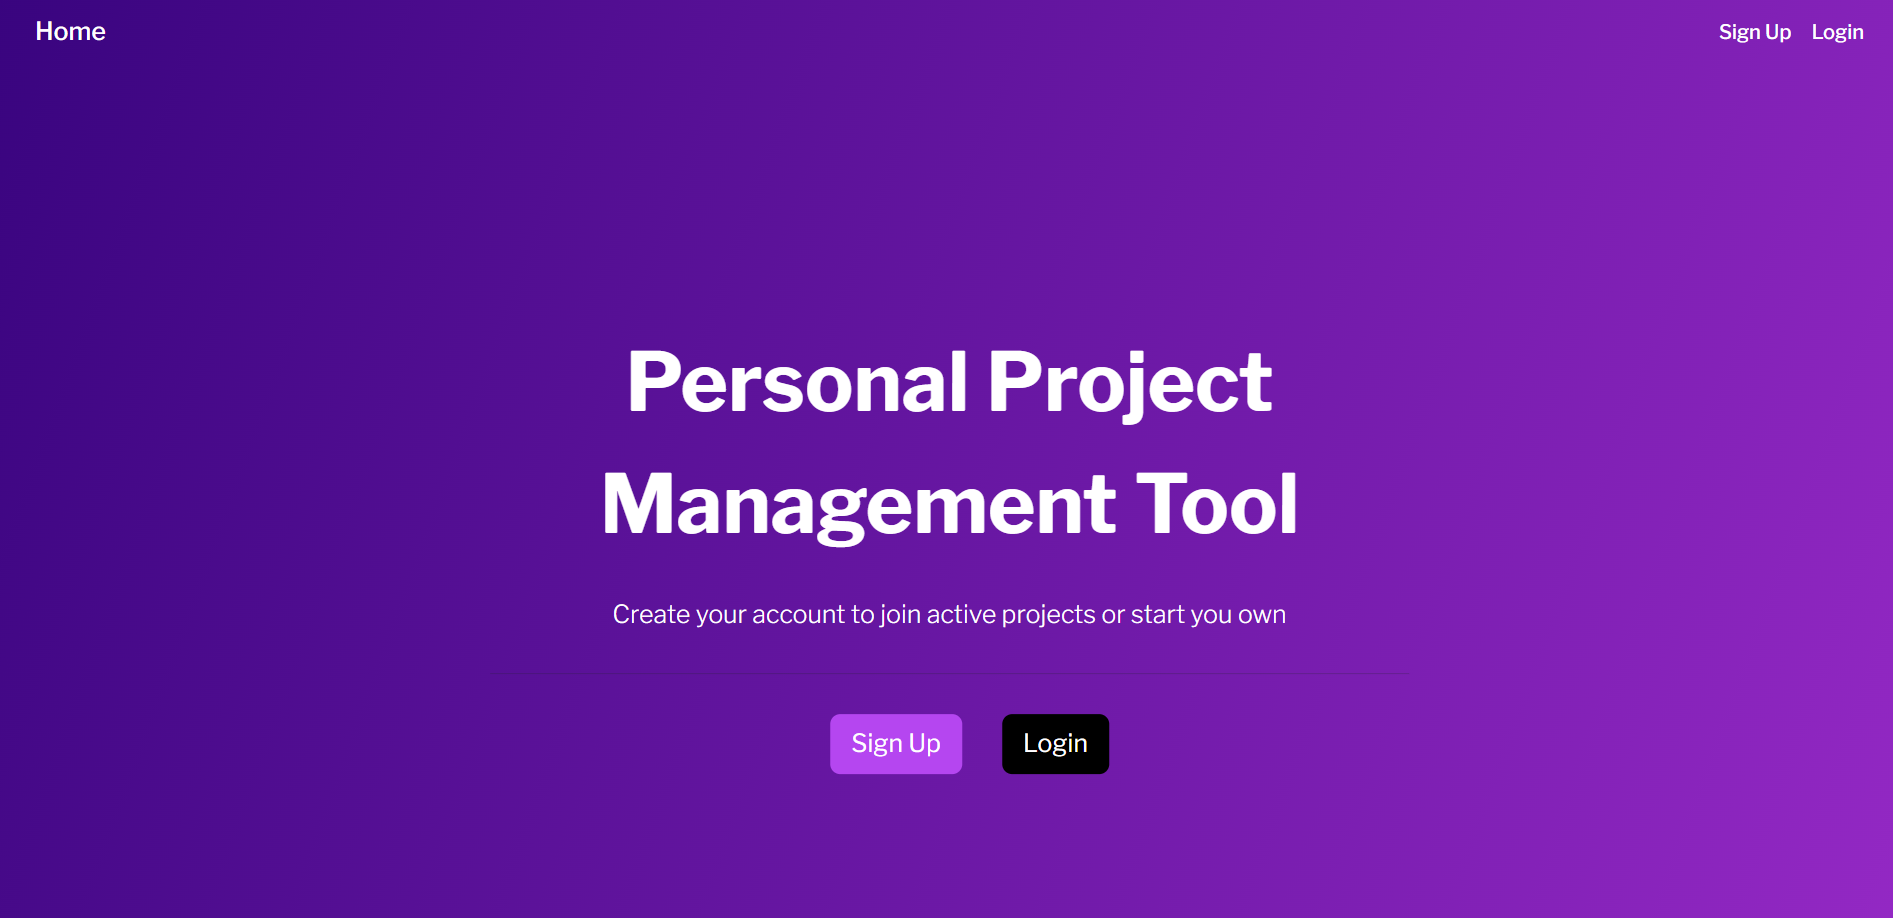 Home
Sign Up
Login
Personal Project
Management Tool
Create your account to join active projects or start you own
Sign Up
Login